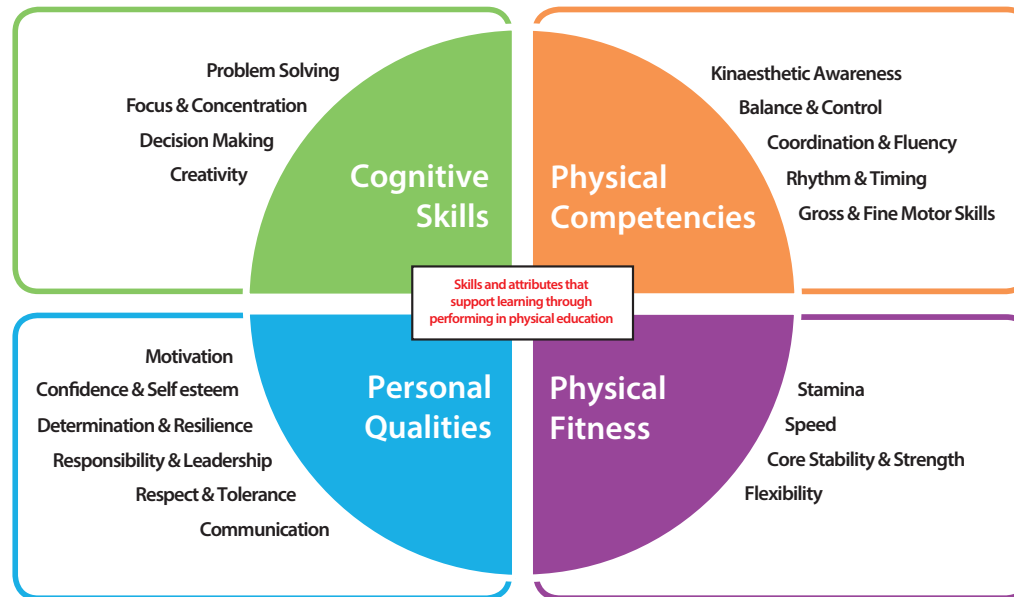 Problem Solving
Focus & Concentration
Decision Making
Creativity
Cognitive
Skills
Kinaesthetic Awareness
Balance & Control
Coordination & Fluency
Rhythm & Timing
Gross & Fine Motor Skills
Physical
Competencies
Skills and attributes that
support learning through
performing in physical education
Motivation
Confidence & Self esteem
Determination & Resilience
Responsibility & Leadership
Respect & Tolerance
Communication
Personal
Qualities
Physical
Fitness
Stamina
Speed
Core Stability & Strength
Flexibility